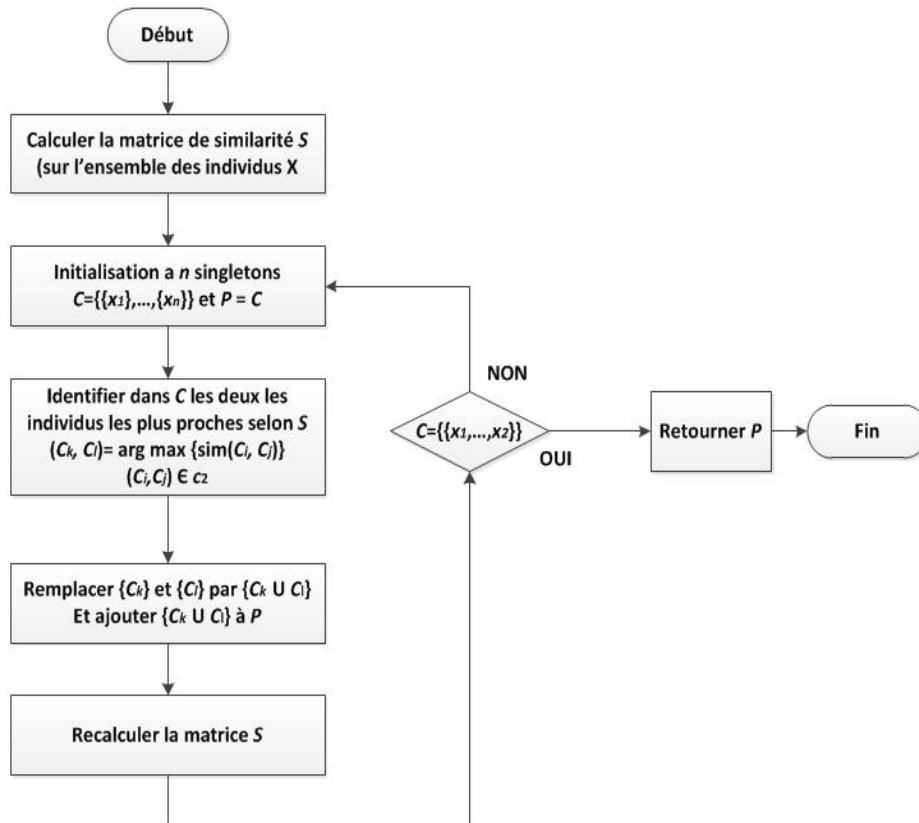 Début
Calculer la matrice de similarité S
(sur l'ensemble des individus X
Initialisation a n singletons
C={{x1},...,{xn}} et P = C
Identifier dans C les deux les
individus les plus proches selon S
(Ck, Cl)= arg max {sim(Ci, Cj)}
(Ci,Cj) Є c2
Remplacer {Ck} et {Cl} par {Ck U Cl}
Et ajouter {Ck U Cl} à P
Recalculer la matrice S
NON
C={{x1,...,x2}}
OUI
Retourner P
Fin